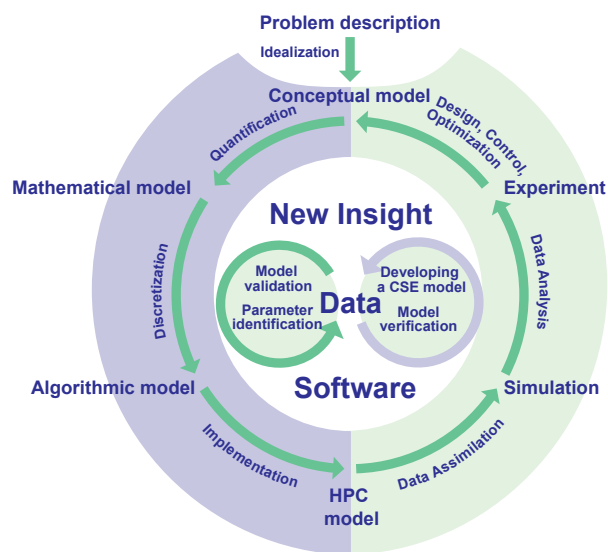 Problem description
Idealization
Conceptual model
Quantification
Design, Control,
Optimization
Mathematical model
Experiment
New Insight
Discretization
Model
validation
Parameter
identification
Data
Developing
a CSE model
Model
verification
Data Analysis
Software
Algorithmic model
Simulation
Implementation
Data Assimilation
HPC
model